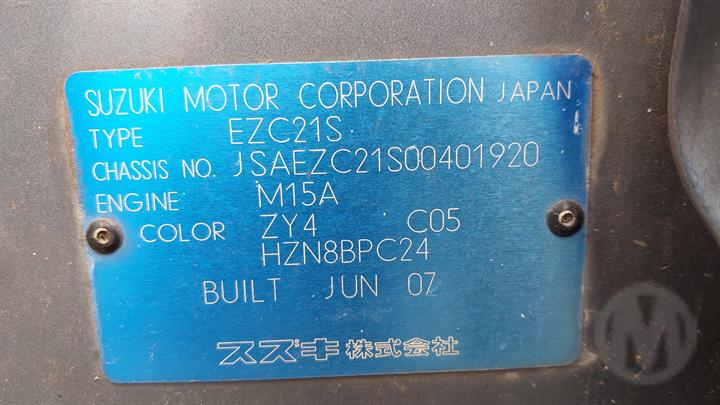 SUZUKI MOTOR CORPORATION JAPAN
TYPE EZC21S
CHASSIS NO. JSAEZC21S00401920
ENGINE M15A
COLOR ZY4 C05
HZN8BPC24
BUILT JUN 07
スズキ株式会社
M